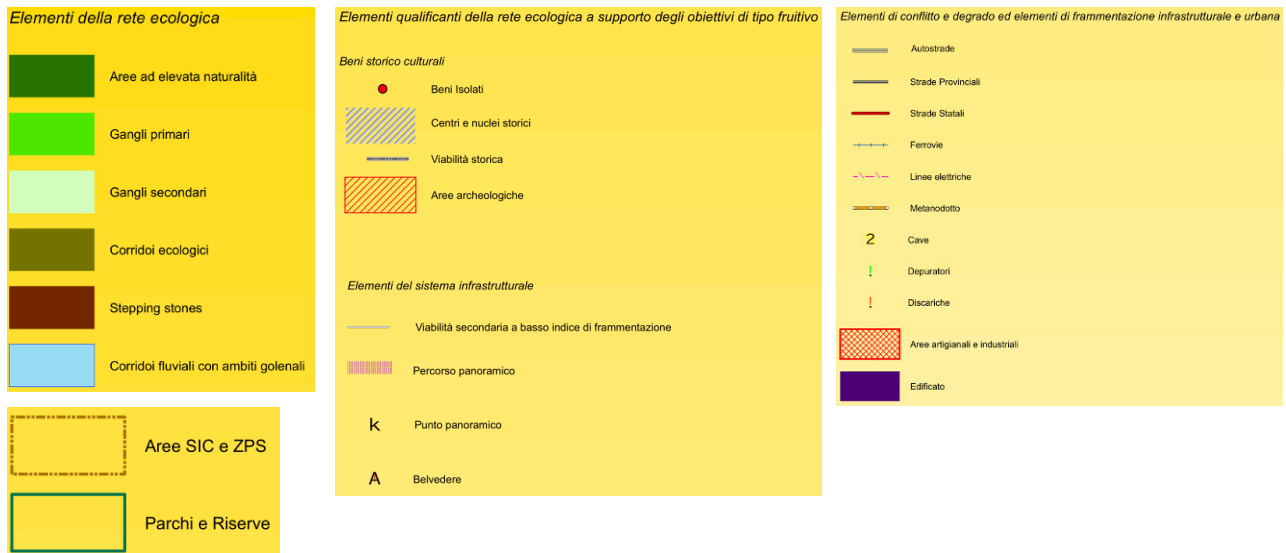 Elementi della rete ecologica
Aree ad elevata naturalità
Gangli primari
Gangli secondari
Corridoi ecologici
Stepping stones
Corridoi fluviali con ambiti golenali
Aree SIC e ZPS
Parchi e Riserve
Elementi qualificanti della rete ecologica a supporto degli obiettivi di tipo fruitivo
Beni storico culturali
Beni Isolati
Centri e nuclei storici
Viabilità storica
Aree archeologiche
Elementi del sistema infrastrutturale
Viabilità secondaria a basso indice di frammentazione
Percorso panoramico
k Punto panoramico
A Belvedere
Elementi di conflitto e degrado ed elementi di frammentazione infrastrutturale e urbana
Autostrade
Strade Provinciali
Strade Statali
Ferrovie
Linee elettriche
Metanodotto
2 Cave
! Depuratori
! Discariche
Aree artigianali e industriali
Edificato